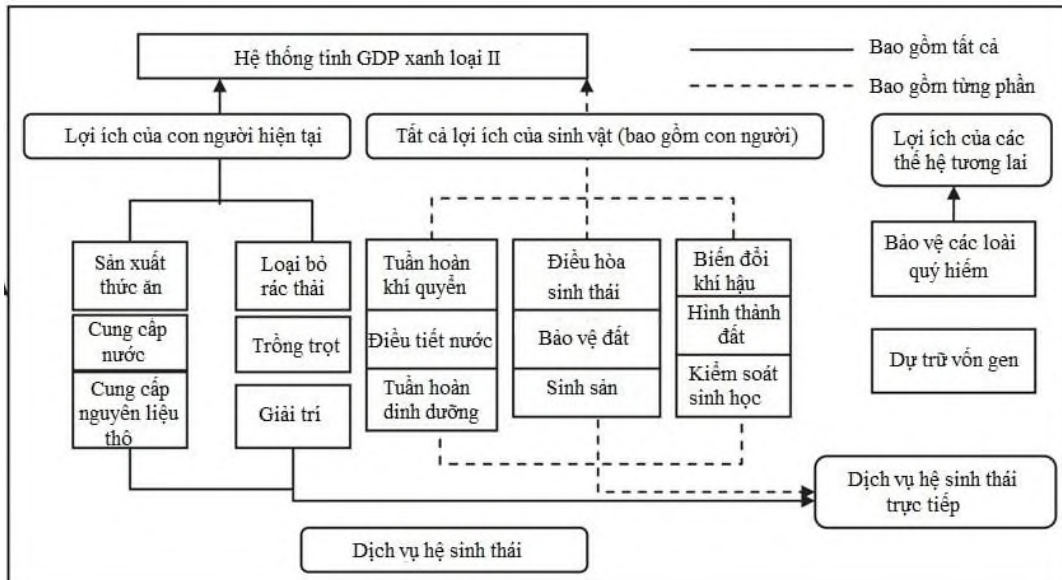 Hệ thống tính GDP xanh loại II
Bao gồm tất cả
Bao gồm từng phần
Lợi ích của con người hiện tại
Tất cả lợi ích của sinh vật (bao gồm con người)
Lợi ích của các
thế hệ tương lai
Sản xuất
thức ăn
Loại bỏ
rác thải
Tuần hoàn
khí quyển
Điều hòa
sinh thái
Biến đổi
khí hậu
Bảo vệ các loài
quý hiếm
Cung cấp
nước
Trồng trọt
Điều tiết nước
Bảo vệ đất
Hình thành
đất
Dự trữ vốn gen
Cung cấp
nguyên liệu
thô
Giải trí
Tuần hoàn
dinh dưỡng
Sinh sản
Kiểm soát
sinh học
Dịch vụ hệ sinh thái
trực tiếp
Dịch vụ hệ sinh thái